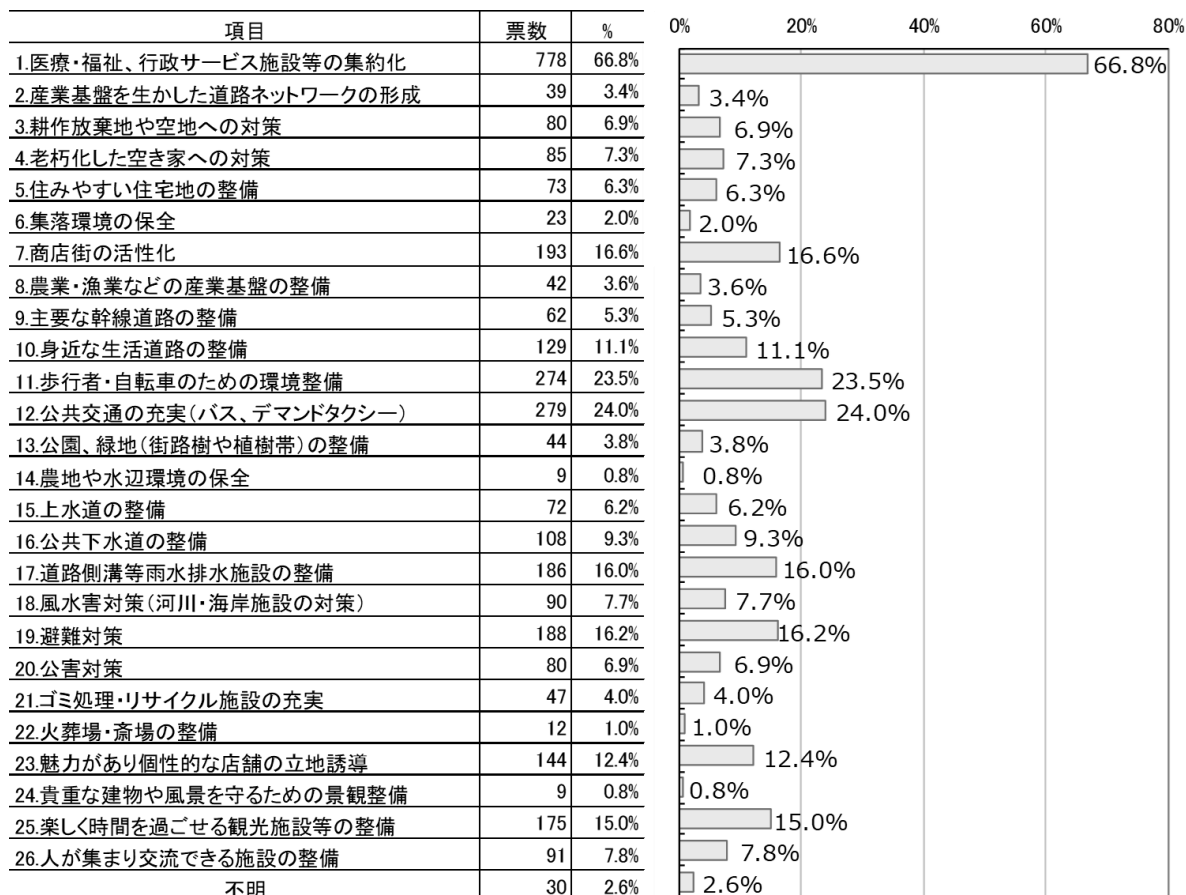 項目 票数 % 0% 20% 40% 60% 80%
1.医療・福祉、行政サービス施設等の集約化 778 66.8% 66.8%
2.産業基盤を生かした道路ネットワークの形成 39 3.4% 3.4%
3.耕作放棄地や空地への対策 80 6.9% 6.9%
4.老朽化した空き家への対策 85 7.3% 7.3%
5.住みやすい住宅地の整備 73 6.3% 6.3%
6.集落環境の保全 23 2.0% 2.0%
7.商店街の活性化 193 16.6% 16.6%
8.農業・漁業などの産業基盤の整備 42 3.6% 3.6%
9.主要な幹線道路の整備 62 5.3% 5.3%
10.身近な生活道路の整備 129 11.1% 11.1%
11.歩行者・自転車のための環境整備 274 23.5% 23.5%
12.公共交通の充実(バス、デマンドタクシー) 279 24.0% 24.0%
13.公園、緑地(街路樹や植樹帯)の整備 44 3.8% 3.8%
14.農地や水辺環境の保全 9 0.8% 0.8%
15.上水道の整備 72 6.2% 6.2%
16.公共下水道の整備 108 9.3% 9.3%
17.道路側溝等雨水排水施設の整備 186 16.0% 16.0%
18.風水害対策(河川・海岸施設の対策) 90 7.7% 7.7%
19.避難対策 188 16.2% 16.2%
20.公害対策 80 6.9% 6.9%
21.ゴミ処理・リサイクル施設の充実 47 4.0% 4.0%
22.火葬場・斎場の整備 12 1.0% 1.0%
23.魅力があり個性的な店舗の立地誘導 144 12.4% 12.4%
24.貴重な建物や風景を守るための景観整備 9 0.8% 0.8%
25.楽しく時間を過ごせる観光施設等の整備 175 15.0% 15.0%
26.人が集まり交流できる施設の整備 91 7.8% 7.8%
不明 30 2.6% 2.6%